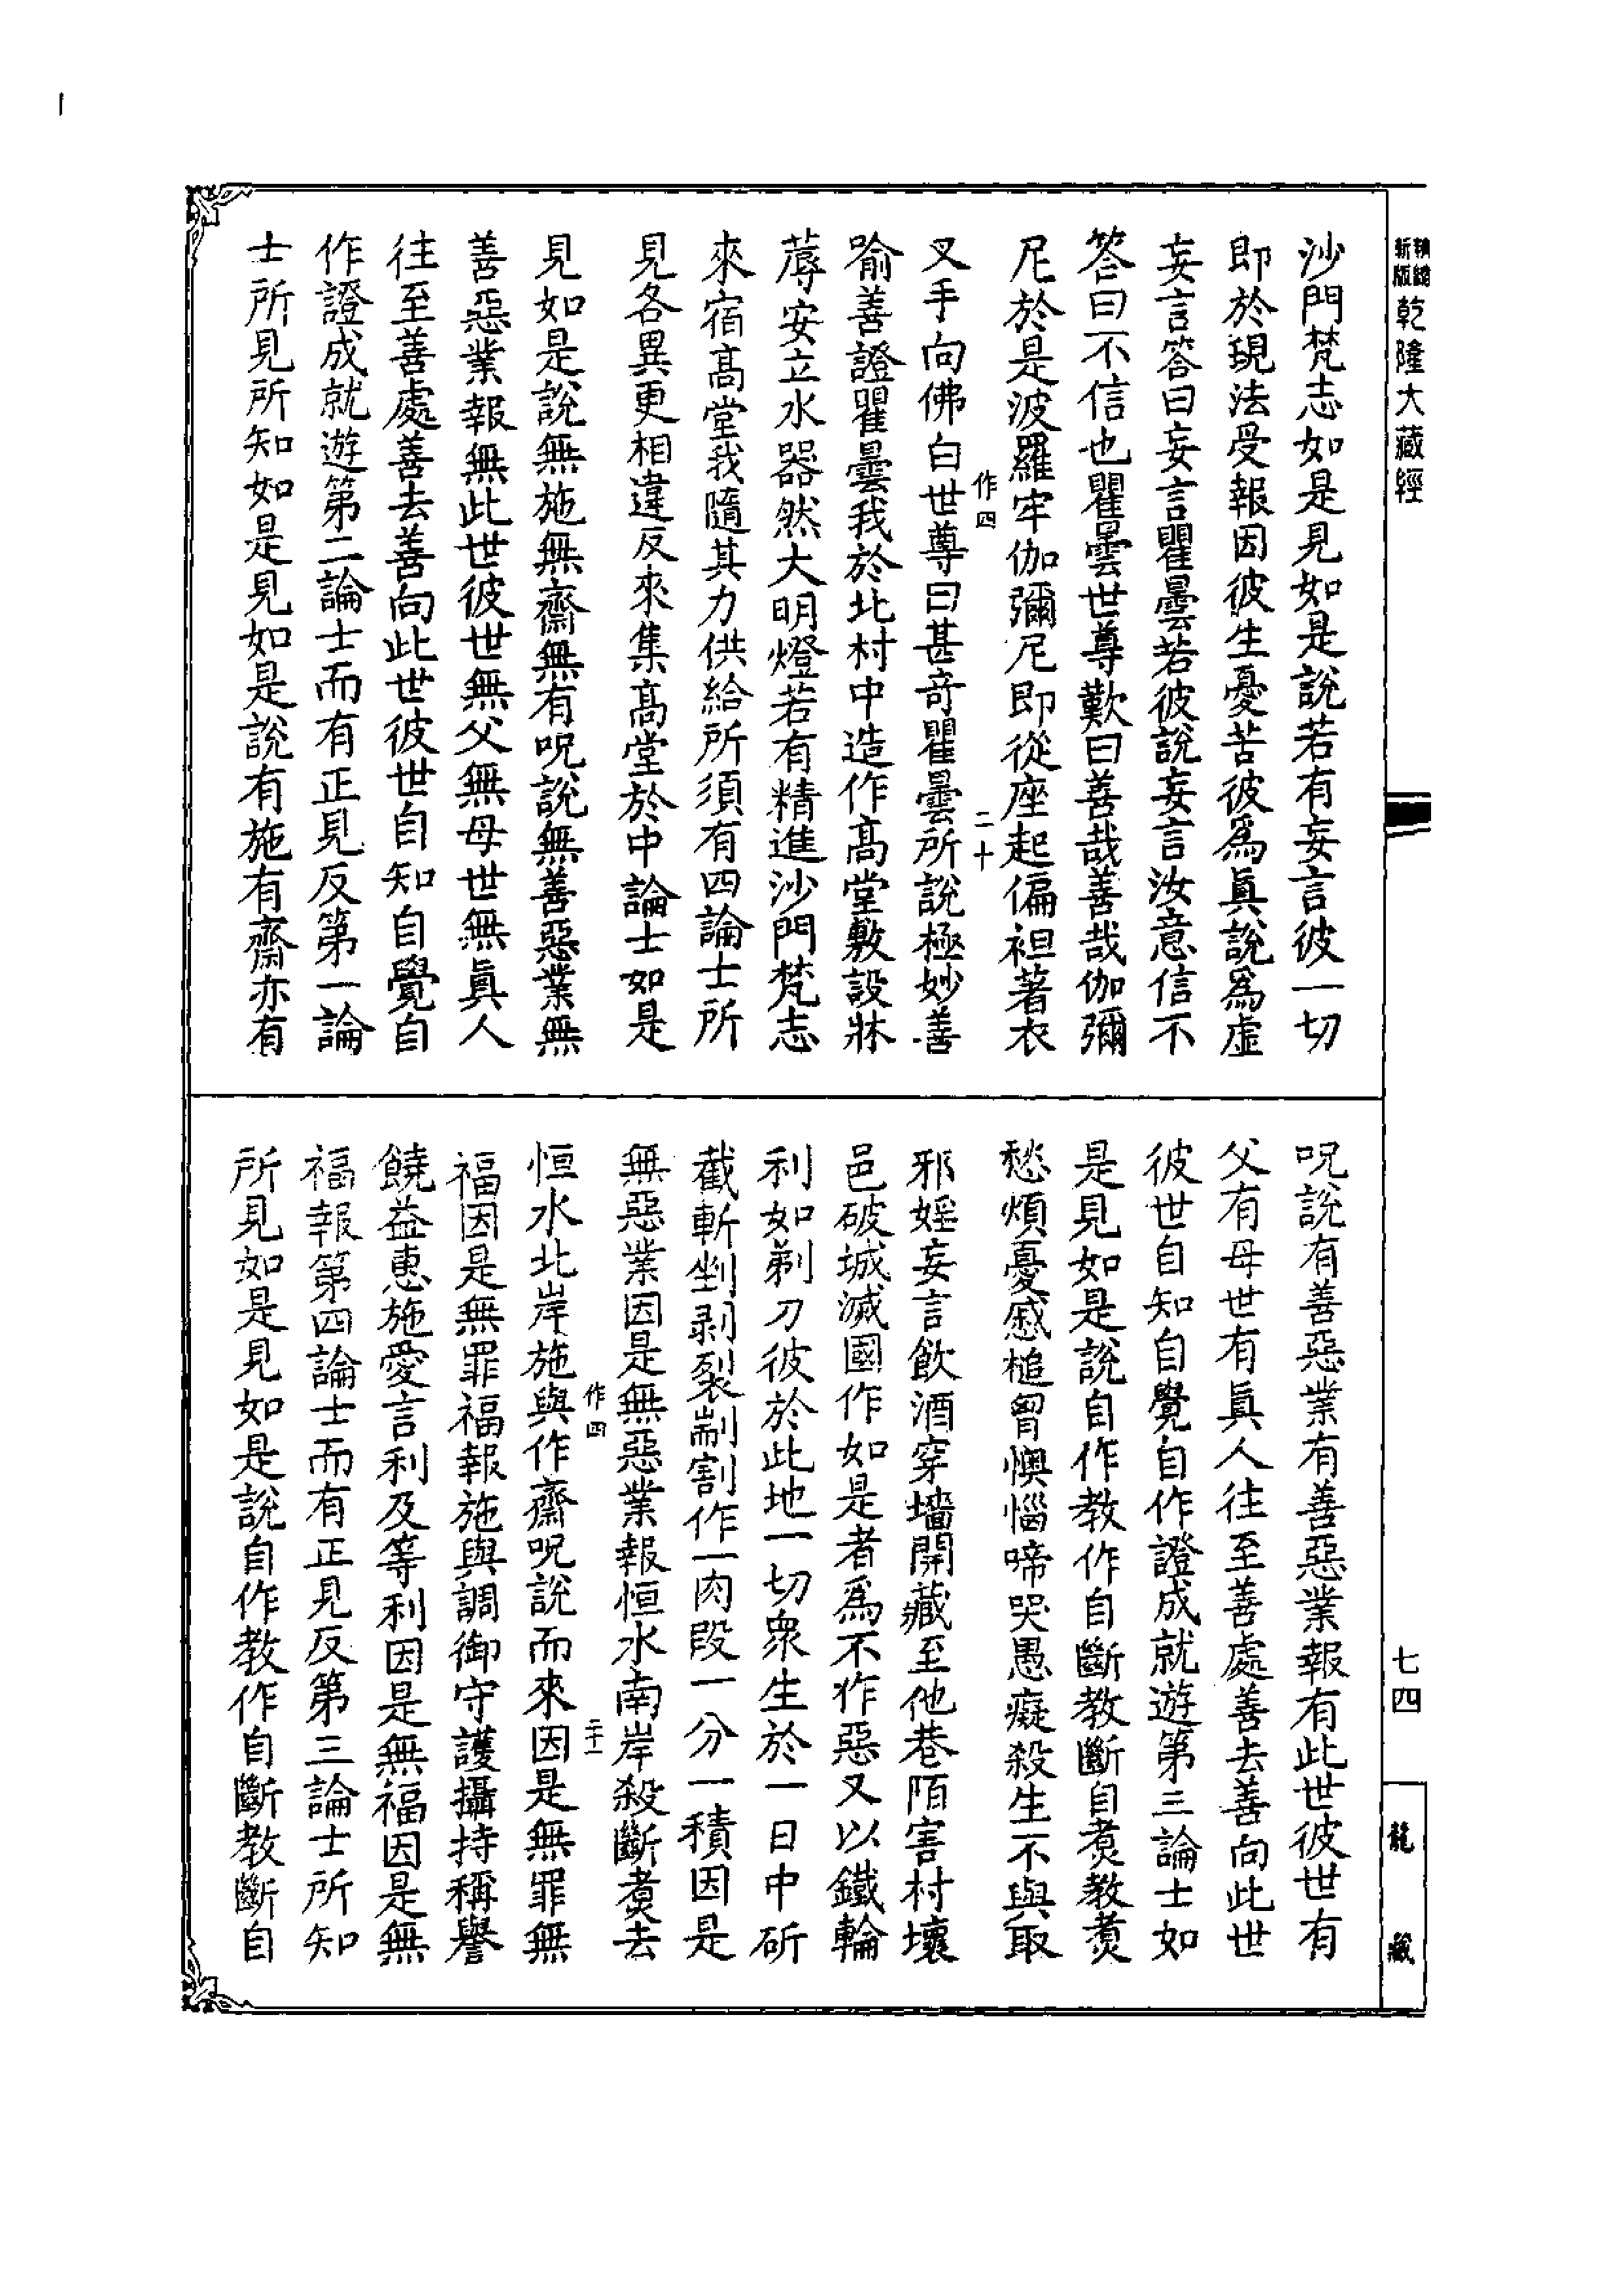 新版
乾隆大藏經
七四
龍藏
沙門梵志如是見如是說若有妄言彼一切
即於現法受報因彼生憂苦彼爲真說爲虛
妄言答曰妄言瞿曇若彼說妄言汝意信不
答曰不信也瞿曇世尊歎曰善哉善哉伽彌
尼於是波羅牢伽彌尼即從座起偏袒著衣
作四
二十
叉手向佛白世尊曰甚奇瞿曇所說極妙善
喻善證瞿曇我於北村中造作高堂敷設牀
蓐安立水器然大明燈若有精進沙門梵志
來宿高堂我隨其力供給所須有四論士所
見各異更相違反來集高堂於中論士如是
見如是說無施無齋無有呪說無善惡業無
善惡業報無此世彼世無父無母世無真人
往至善處善去善向此世彼世自知自覺自
作證成就遊第二論士而有正見反第一論
士所見所知如是見如是說有施有齋亦有
呪說有善惡業有善惡業報有此世彼世有
父有母世有真人往至善處善去善向此世
彼世自知自覺自作證成就遊第三論士如
是見如是說自作教作自斷教斷自煑教煑
愁煩憂慼槌胷懊惱啼哭愚癡殺生不與取
邪婬妄言飲酒穿墻開藏至他巷陌害村壞
邑破城滅國作如是者爲不作惡又以鐵輪
利如剃刀彼於此地一切眾生於一日中斫
截斬剉剥裂剬割作一肉段一分一積因是
無惡業因是無惡業報恒水南岸殺斷煑去
作四
二十一
恒水北岸施與作齋呪說而來因是無罪無
福因是無罪福報施與調御守護攝持稱譽
饒益惠施愛言利及等利因是無福因是無
福報第四論士而有正見反第三論士所知
所見如是見如是說自作教作自斷教斷自